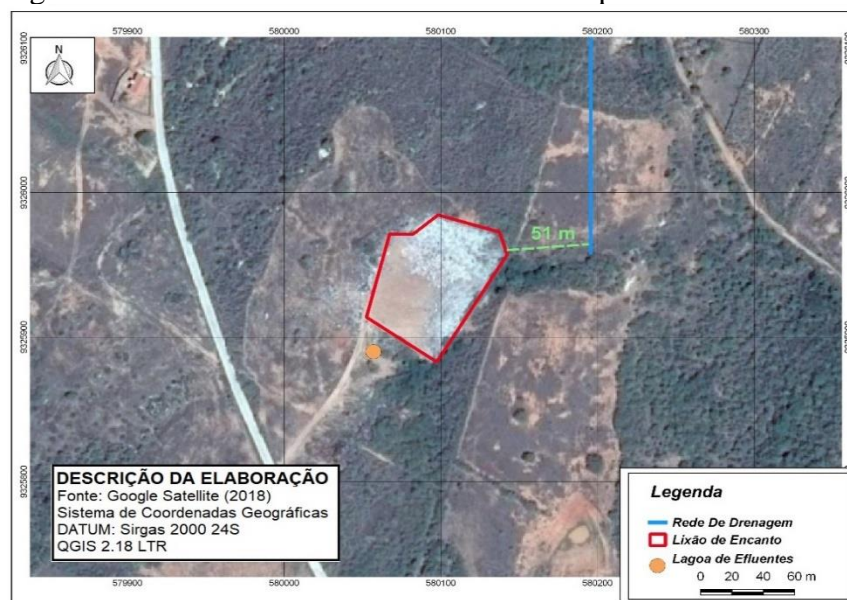 579900 580000 580100 580200 580300
9326100
N
9326000
51 m
9325900
9325800
DESCRIÇÃO DA ELABORAÇÃO
Fonte: Google Satellite (2018)
Sistema de Coordenadas Geográficas
DATUM: Sirgas 2000 24S
QGIS 2.18 LTR
Legenda
Rede De Drenagem
Lixão de Encanto
Lagoa de Efluentes
0 20 40 60 m
579900 580000 580100 580200